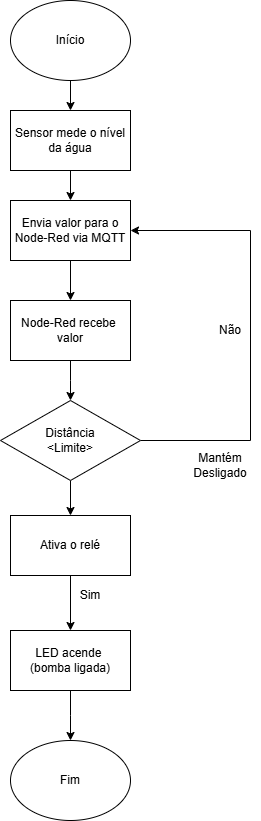 Início
Sensor mede o nível
da água
Envia valor para o
Node-Red via MQTT
Não
Node-Red recebe
valor
Distância
<Limite>
Mantém
Desligado
Ativa o relé
Sim
LED acende
(bomba ligada)
Fim